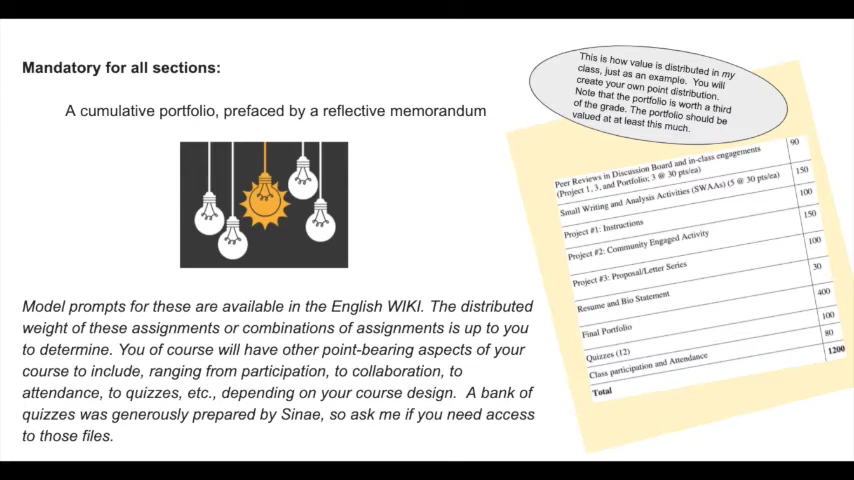 Mandatory for all sections:
A cumulative portfolio, prefaced by a reflective memorandum
Model prompts for these are available in the English WIKI. The distributed
weight of these assignments or combinations of assignments is up to you
to determine. You of course will have other point-bearing aspects of your
course to include, ranging from participation, to collaboration, to
attendance, to quizzes, etc., depending on your course design. A bank of
quizzes was generously prepared by Sinae, so ask me if you need access
to those files.
This is how value is distributed in my
class, just as an example. You will
create your own point distribution.
Note that the portfolio is worth a third
of the grade. The portfolio should be
valued at at least this much.
Peer Reviews in Discussion Board and in-class engagements 90
(Project 1, 3, and Portfolio; 3 @ 30 pts/ea)
Small Writing and Analysis Activities (SWAAs) (5 @ 30 pts/ea) 150
Project #1: Instructions 100
Project #2: Community Engaged Activity 150
Project #3: Proposal/Letter Series 100
Resume and Bio Statement 30
Final Portfolio 400
Quizzes (12) 100
Class participation and Attendance 80
Total 1200